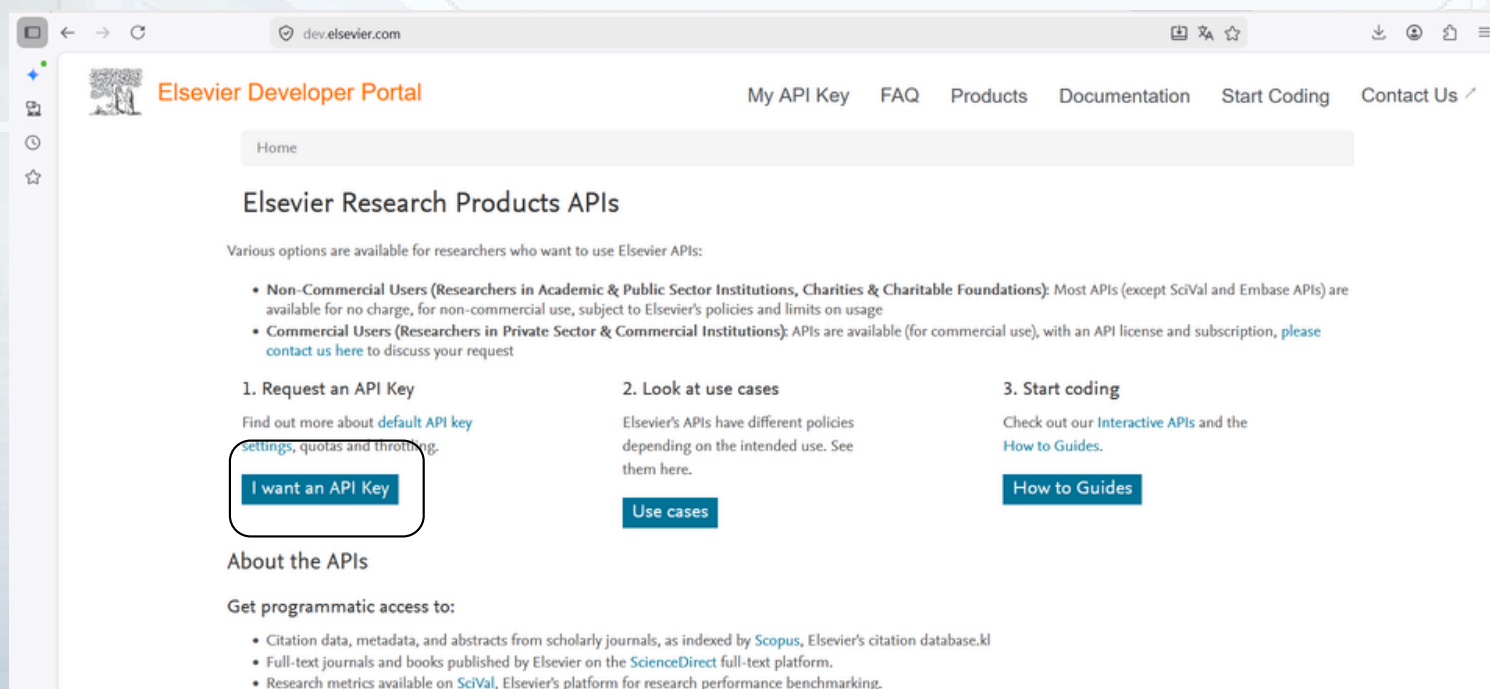 dev.elsevier.com
Elsevier Developer Portal
My API Key FAQ Products Documentation Start Coding Contact Us
Home
Elsevier Research Products APIs
Various options are available for researchers who want to use Elsevier APIs:
• Non-Commercial Users (Researchers in Academic & Public Sector Institutions, Charities & Charitable Foundations): Most APIs (except SciVal and Embase APIs) are
available for no charge, for non-commercial use, subject to Elsevier's policies and limits on usage
• Commercial Users (Researchers in Private Sector & Commercial Institutions): APIs are available (for commercial use), with an API license and subscription, please
contact us here to discuss your request
1. Request an API Key
Find out more about default API key
settings, quotas and throttling.
I want an API Key
2. Look at use cases
Elsevier's APIs have different policies
depending on the intended use. See
them here.
Use cases
3. Start coding
Check out our Interactive APIs and the
How to Guides.
How to Guides
About the APIs
Get programmatic access to:
• Citation data, metadata, and abstracts from scholarly journals, as indexed by Scopus, Elsevier's citation database.kl
• Full-text journals and books published by Elsevier on the ScienceDirect full-text platform.
• Research metrics available on SciVal, Elsevier's platform for research performance benchmarking.